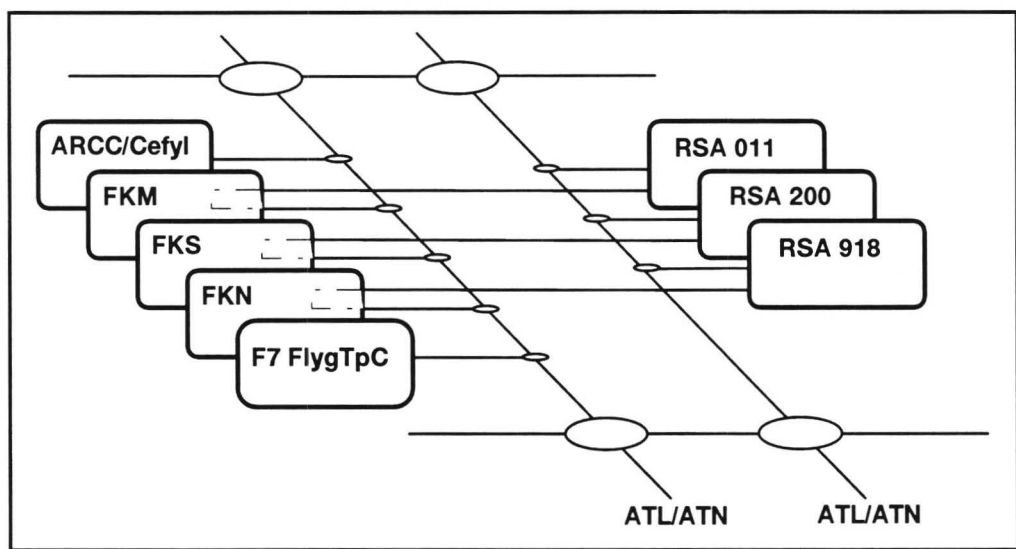 ARCC/Cefyl
FKM
FKS
FKN
F7 FlygTpC
RSA 011
RSA 200
RSA 918
ATL/ATN
ATL/ATN